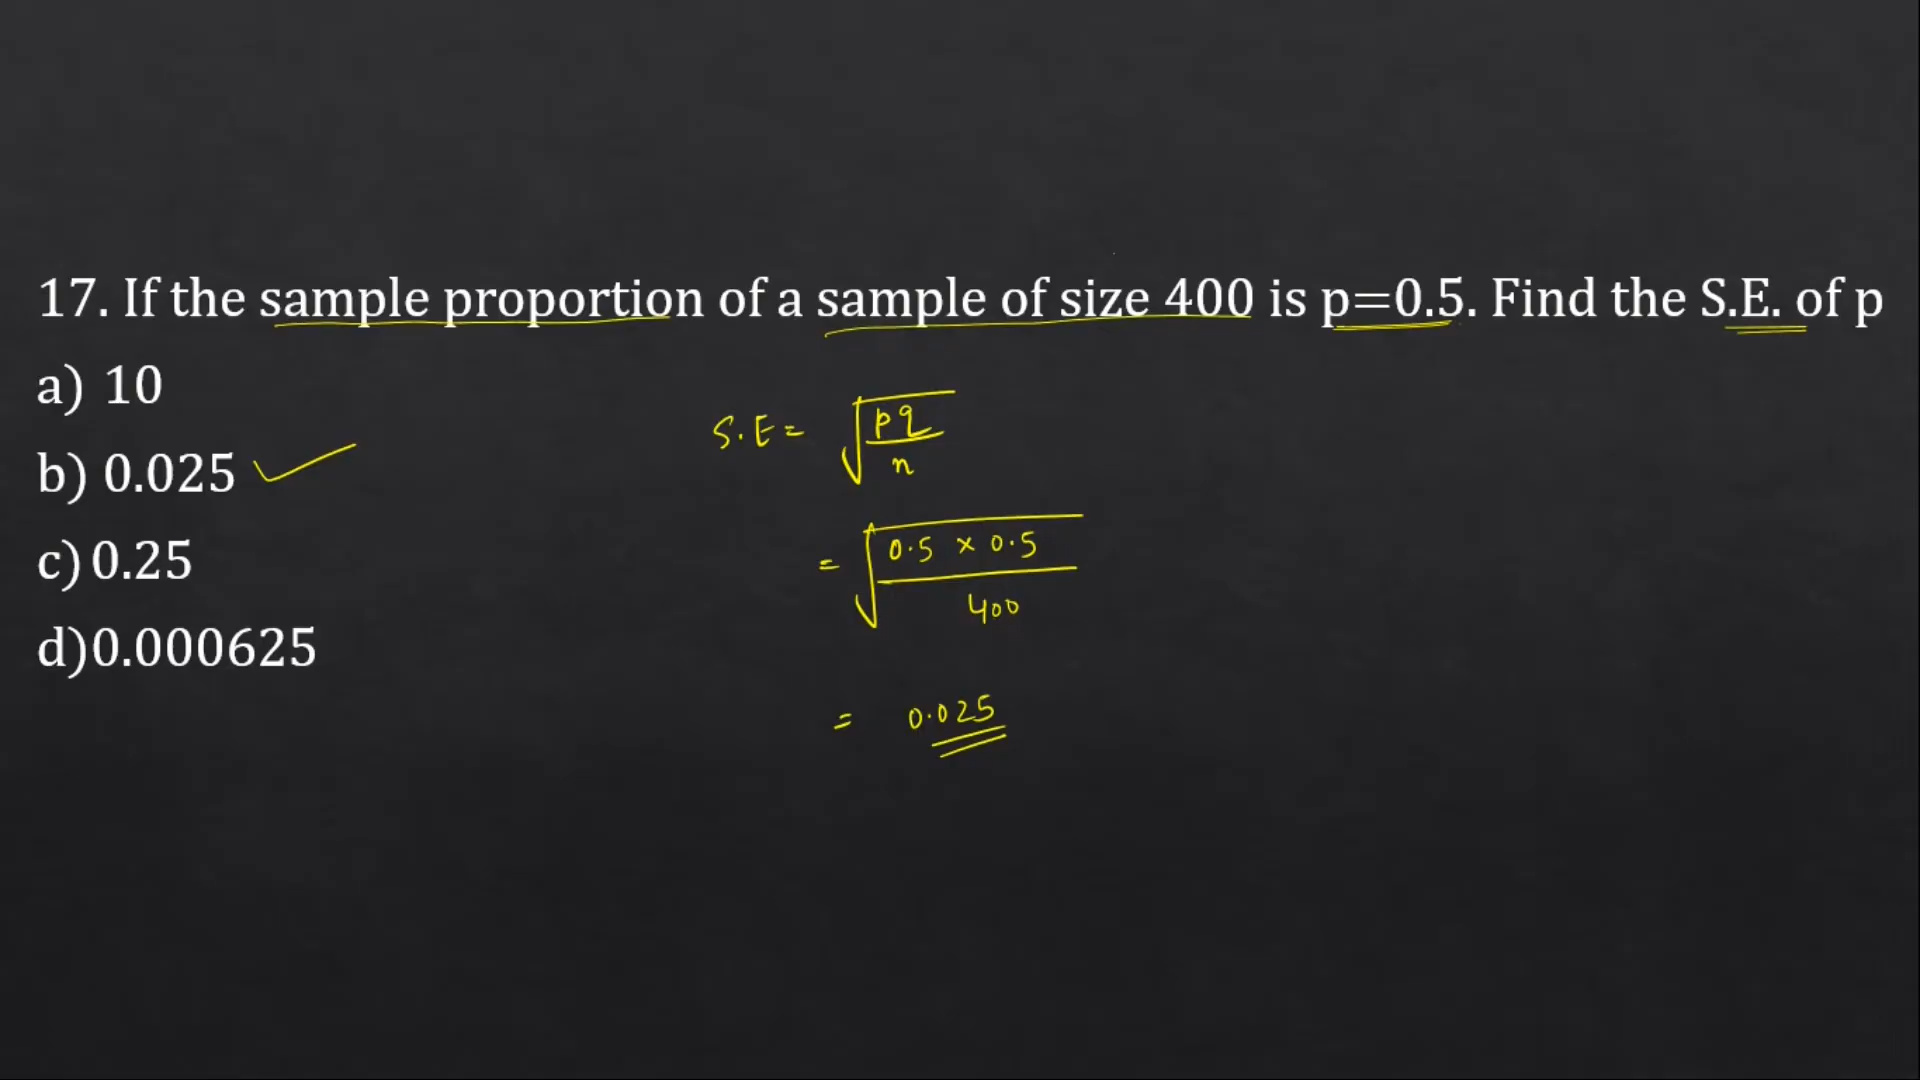 17. If the sample proportion of a sample of size 400 is p=0.5. Find the S.E. of p
a) 10
b) 0.025
c) 0.25
d)0.000625
S.E = √(pq/n)
= √(0.5 × 0.5/400)
= 0.025